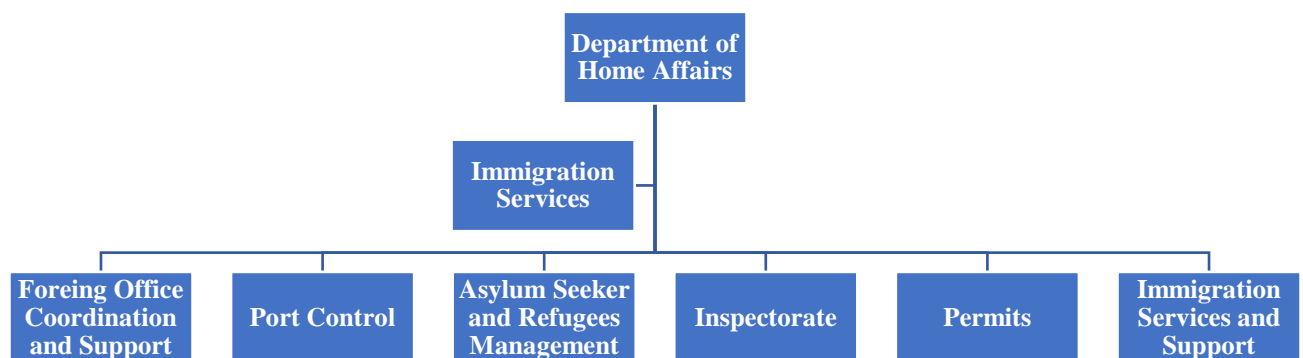 Department of
Home Affairs
Immigration
Services
Foreing Office
Coordination
and Support
Port Control
Asylum Seeker
and Refugees
Management
Inspectorate
Permits
Immigration
Services and
Support